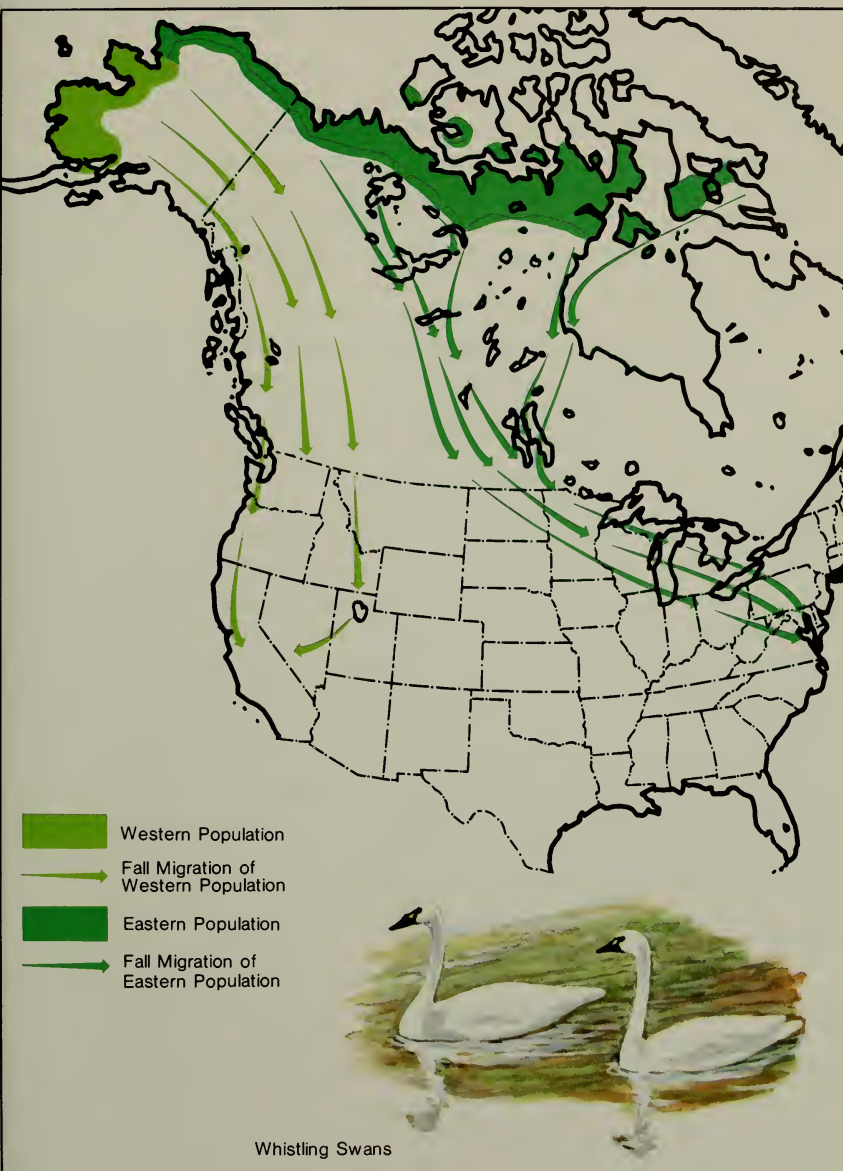 Western Population
Fall Migration of
Western Population
Eastern Population
Fall Migration of
Eastern Population
Whistling Swans